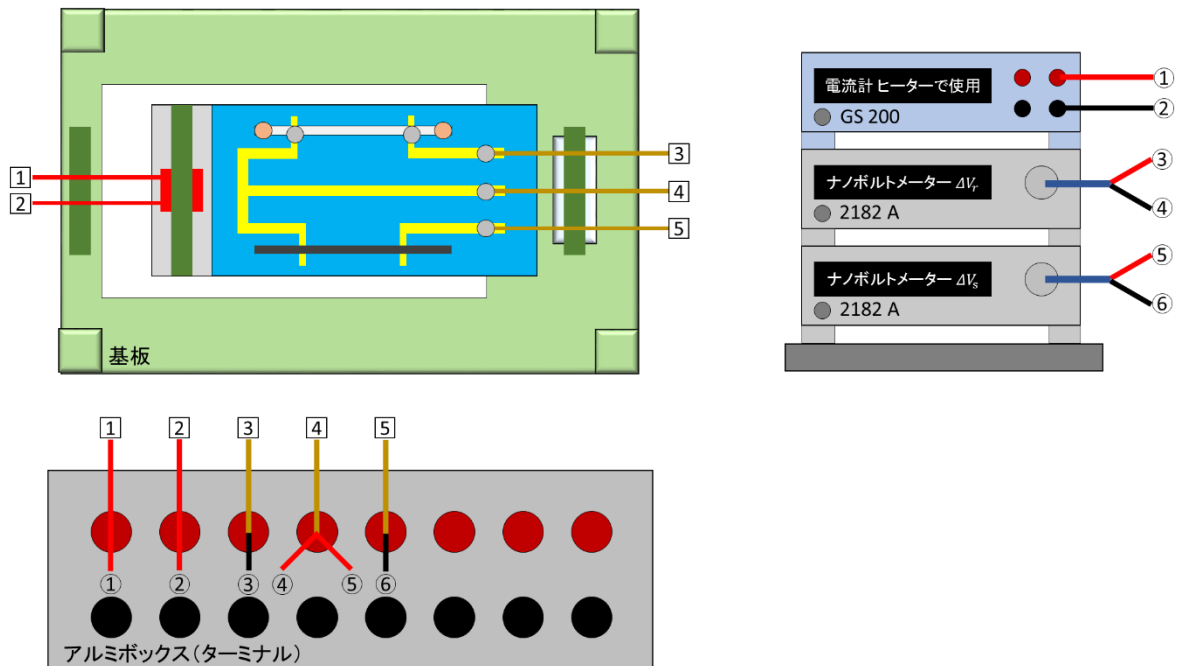 1
2
3
4
5
基板
電流計 ヒーターで使用
GS 200
①
②
ナノボルトメーター ΔVr
2182 A
③
④
ナノボルトメーター ΔVs
2182 A
⑤
⑥
1 2 3 4 5
① ② ③ ④ ⑤ ⑥
アルミボックス(ターミナル)